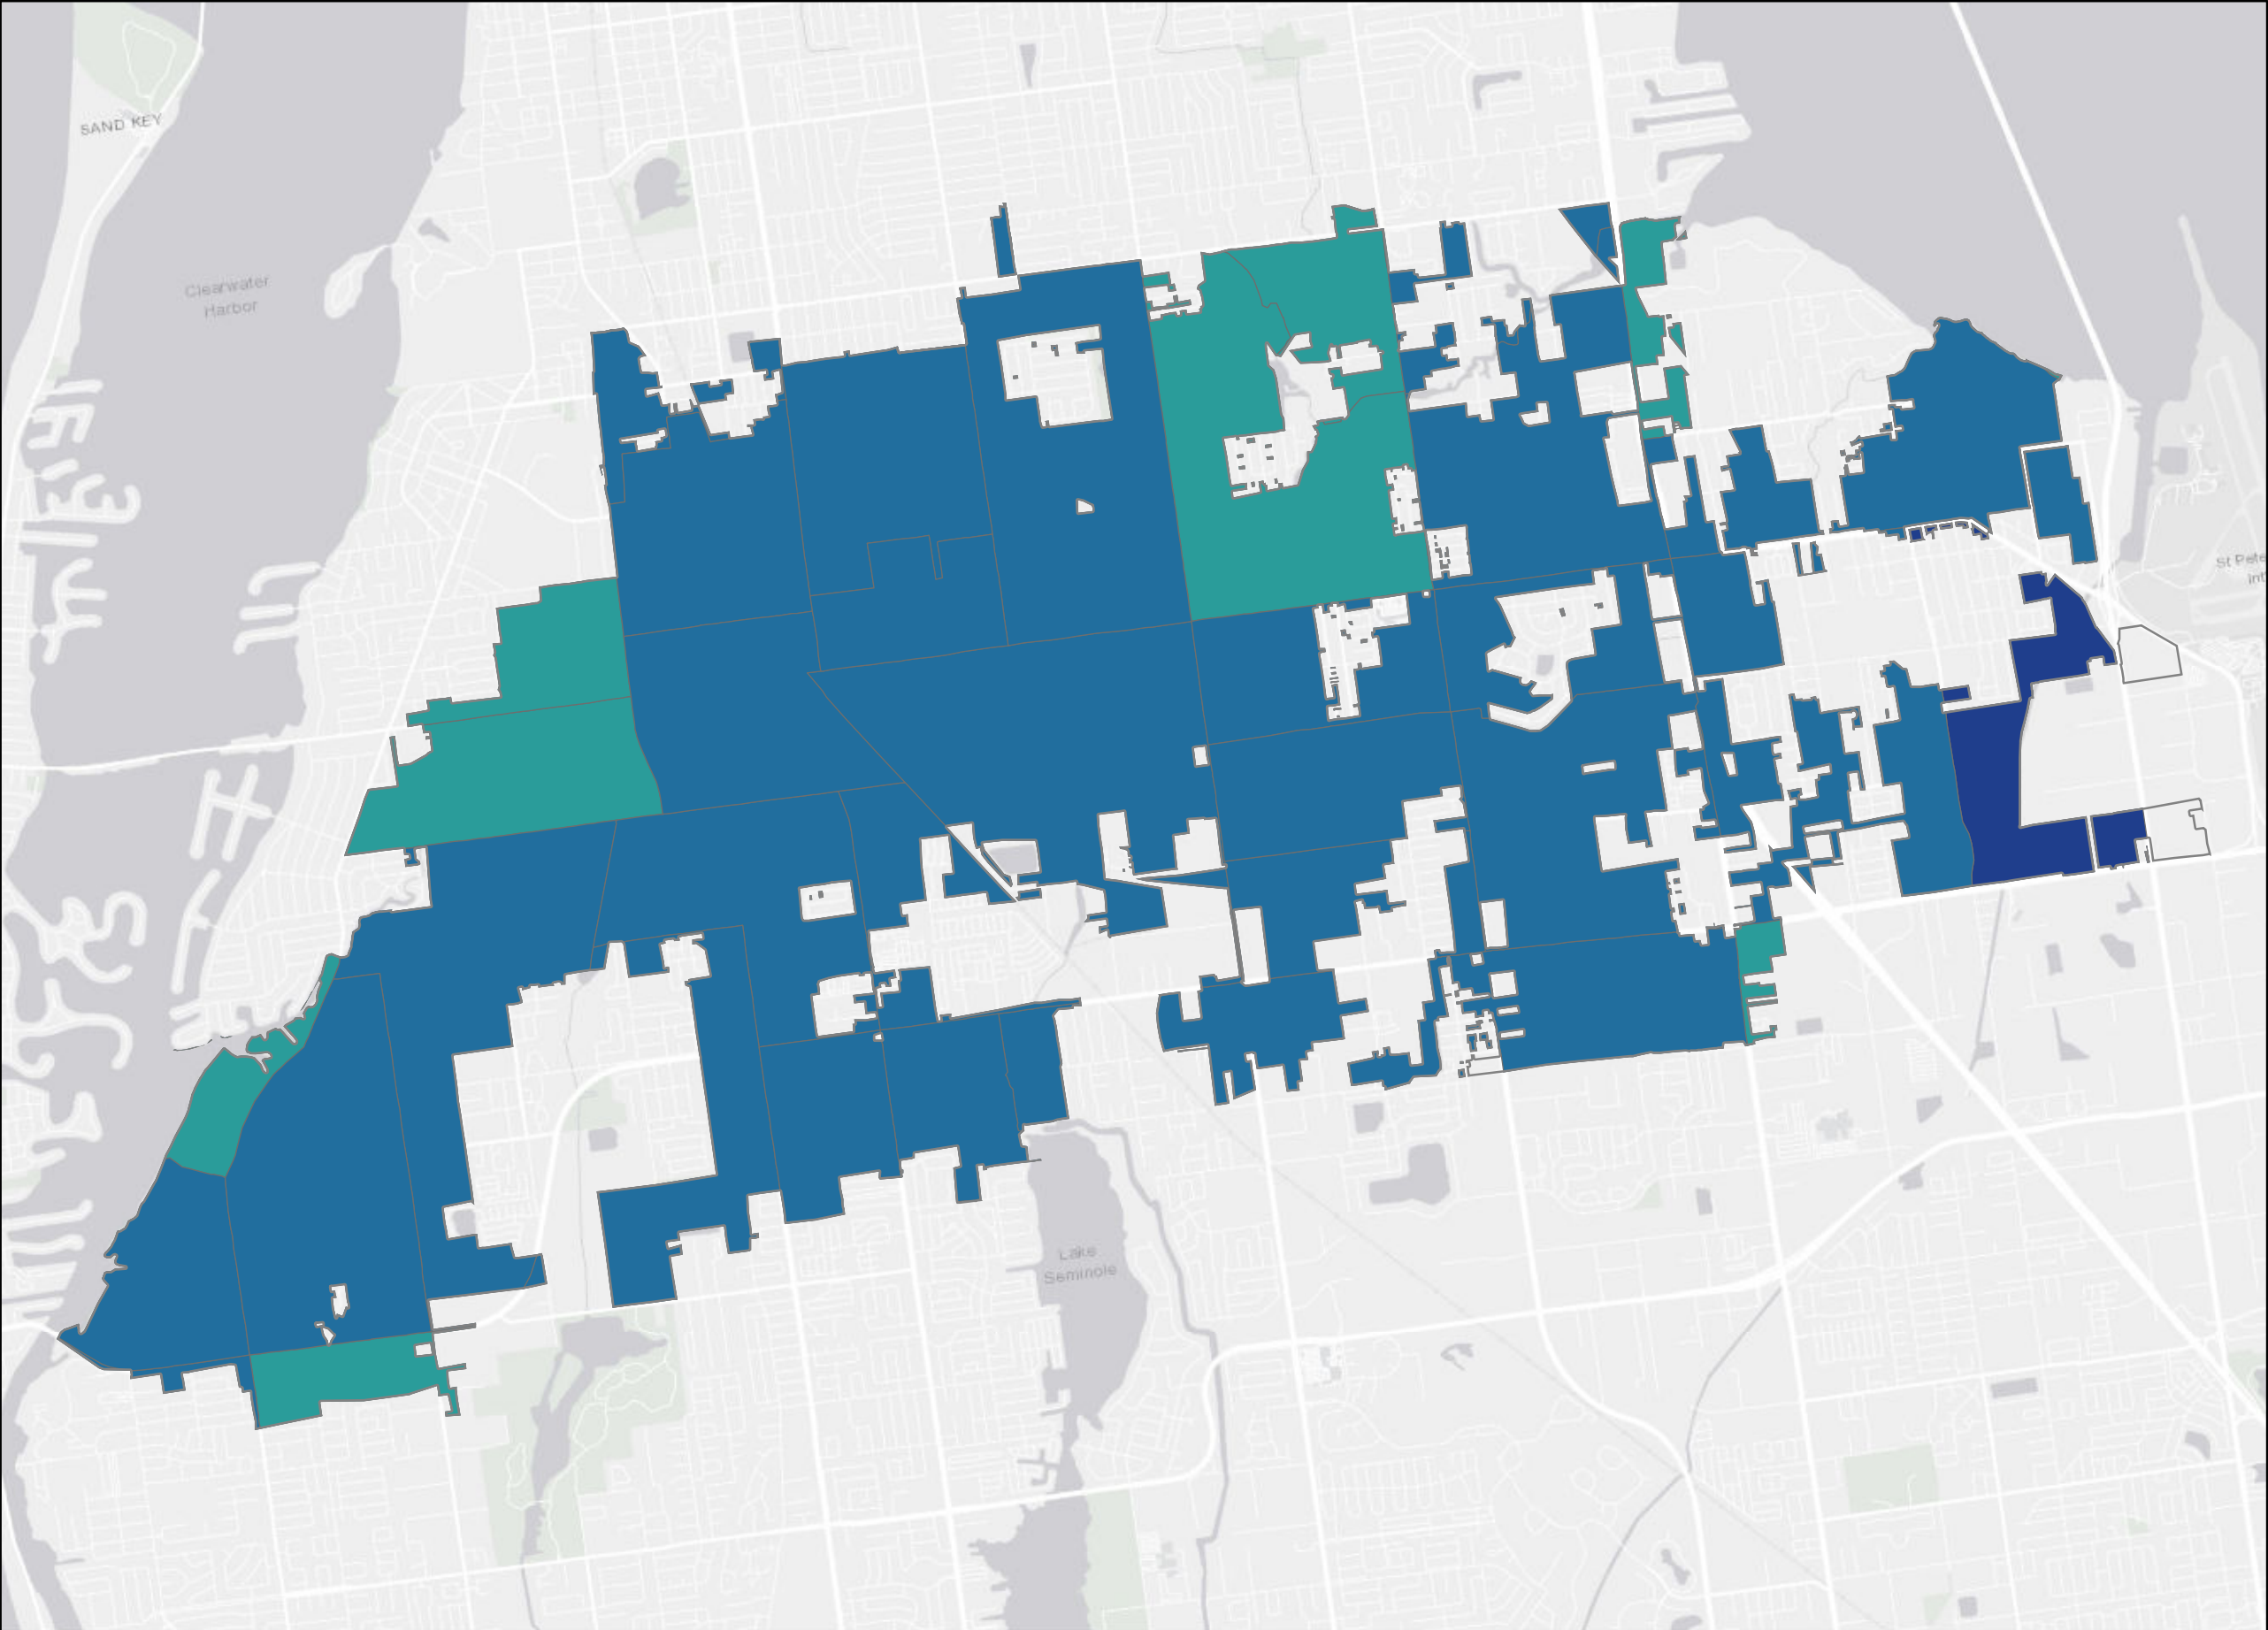 SAND KEY
Clearwater
Harbor
St Pete
Int
Lake
Seminole